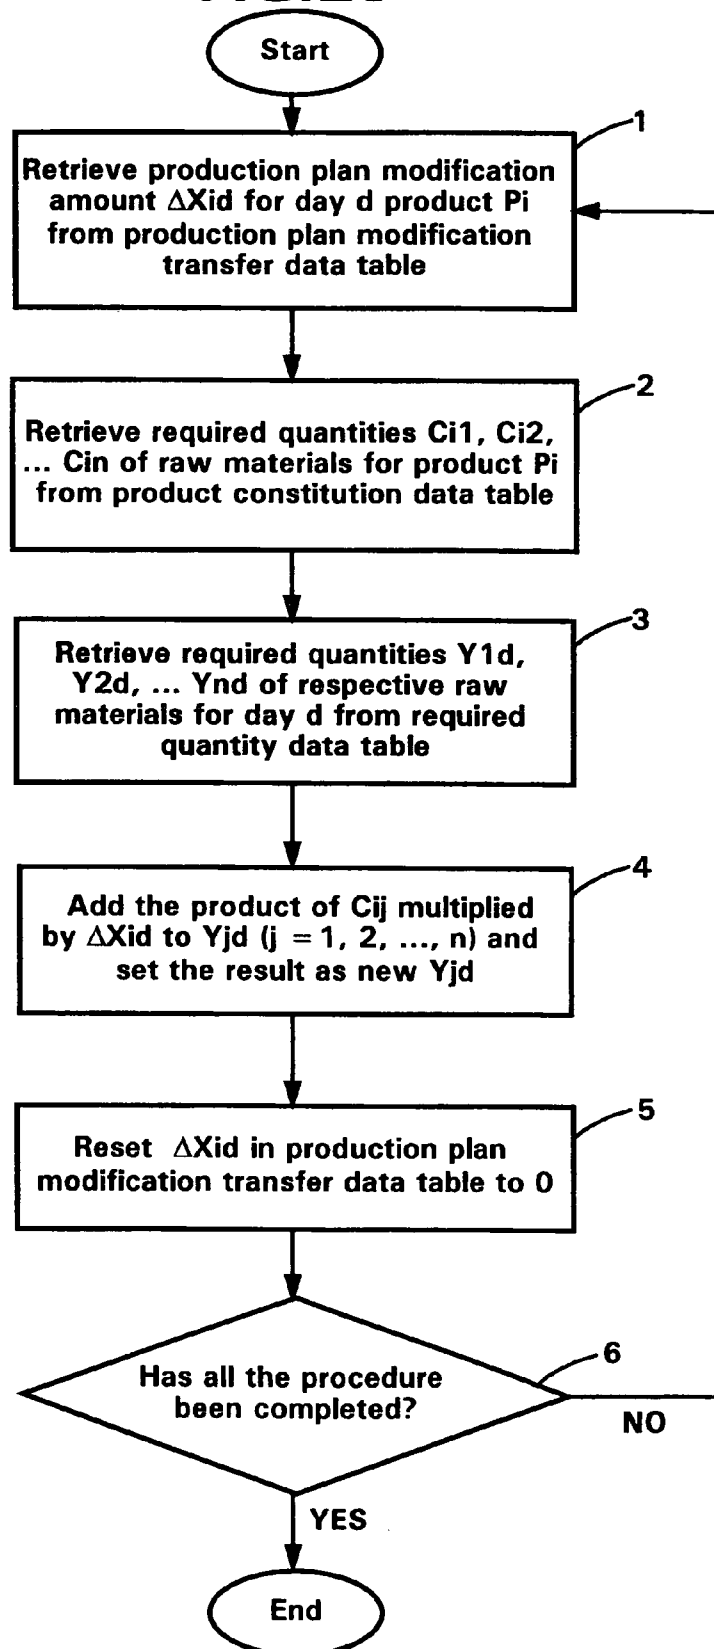 Start
1
Retrieve production plan modification
amount ΔXid for day d product Pi
from production plan modification
transfer data table
2
Retrieve required quantities Ci1, Ci2,
... Cin of raw materials for product Pi
from product constitution data table
3
Retrieve required quantities Y1d,
Y2d, ... Ynd of respective raw
materials for day d from required
quantity data table
4
Add the product of Cij multiplied
by ΔXid to Yjd (j = 1, 2, ..., n) and
set the result as new Yjd
5
Reset ΔXid in production plan
modification transfer data table to 0
6
Has all the procedure
been completed?
NO
YES
End